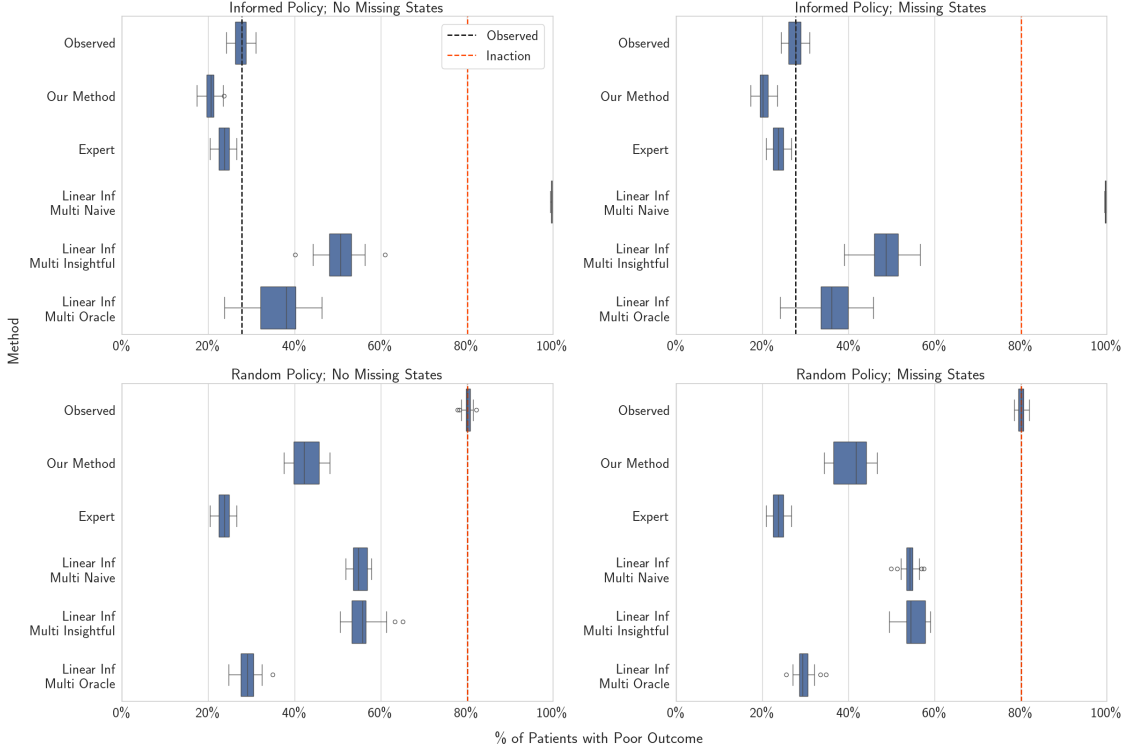 Informed Policy; No Missing States
Observed
Our Method
Expert
Linear Inf
Multi Naive
Linear Inf
Multi Insightful
Linear Inf
Multi Oracle
Observed
Inaction
0% 20% 40% 60% 80% 100%
Informed Policy; Missing States
Observed
Our Method
Expert
Linear Inf
Multi Naive
Linear Inf
Multi Insightful
Linear Inf
Multi Oracle
0% 20% 40% 60% 80% 100%
Method
Random Policy; No Missing States
Observed
Our Method
Expert
Linear Inf
Multi Naive
Linear Inf
Multi Insightful
Linear Inf
Multi Oracle
0% 20% 40% 60% 80% 100%
Random Policy; Missing States
Observed
Our Method
Expert
Linear Inf
Multi Naive
Linear Inf
Multi Insightful
Linear Inf
Multi Oracle
0% 20% 40% 60% 80% 100%
% of Patients with Poor Outcome